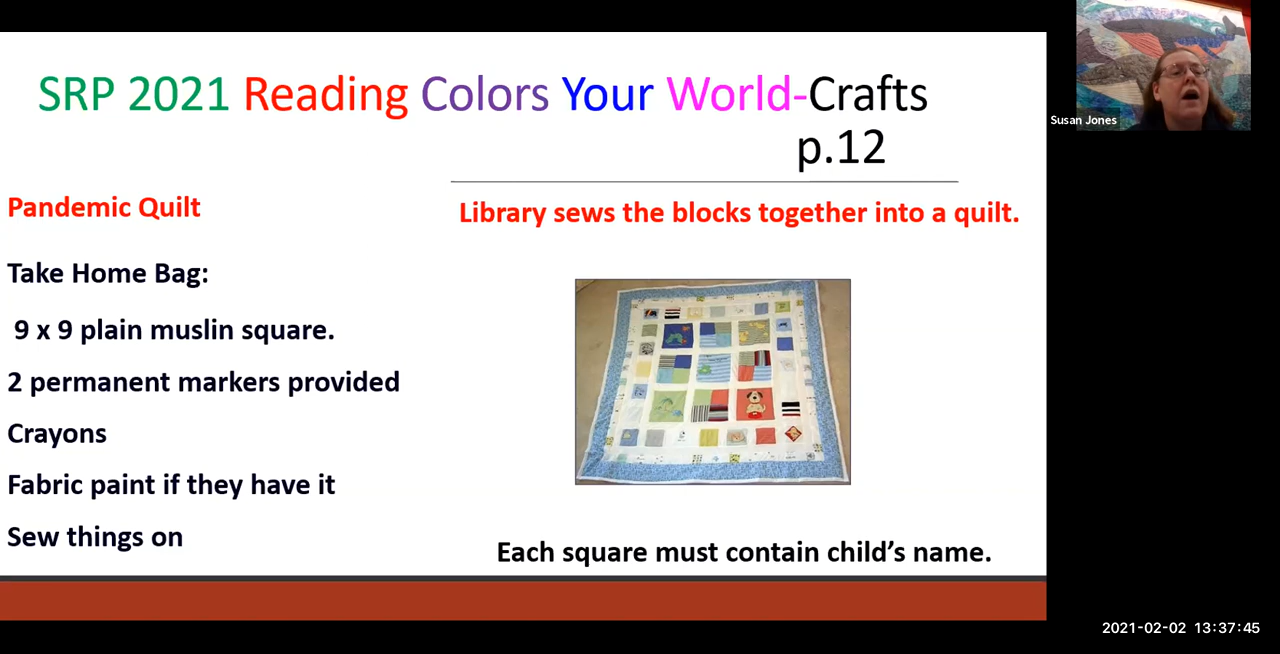 SRP 2021 Reading Colors Your World-Crafts
p.12
Pandemic Quilt
Take Home Bag:
9 x 9 plain muslin square.
2 permanent markers provided
Crayons
Fabric paint if they have it
Sew things on
Library sews the blocks together into a quilt.
Each square must contain child’s name.
Susan Jones
2021-02-02 13:37:45